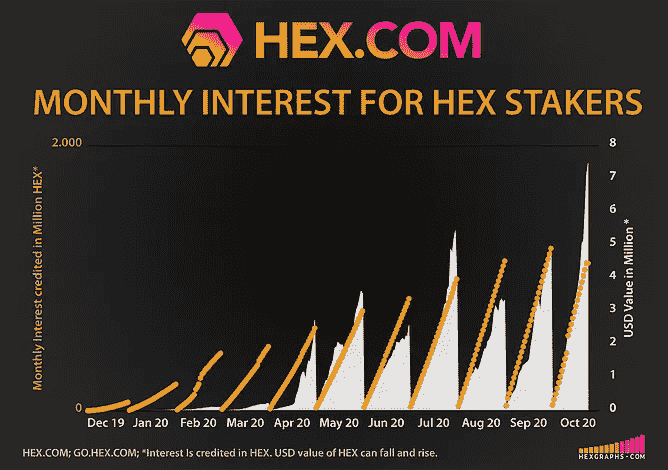 HEX.COM
MONTHLY INTEREST FOR HEX STAKERS
Monthly Interest credited in Million HEX*
2.000
0
8
7
6
5
4
3
2
1
0
USD Value in Million *
Dec 19 Jan 20 Feb 20 Mar 20 Apr 20 May 20 Jun 20 Jul 20 Aug 20 Sep 20 Oct 20
HEX.COM; GO.HEX.COM; *Interest Is credited in HEX. USD value of HEX can fall and rise.
HEXGRAPHS•COM